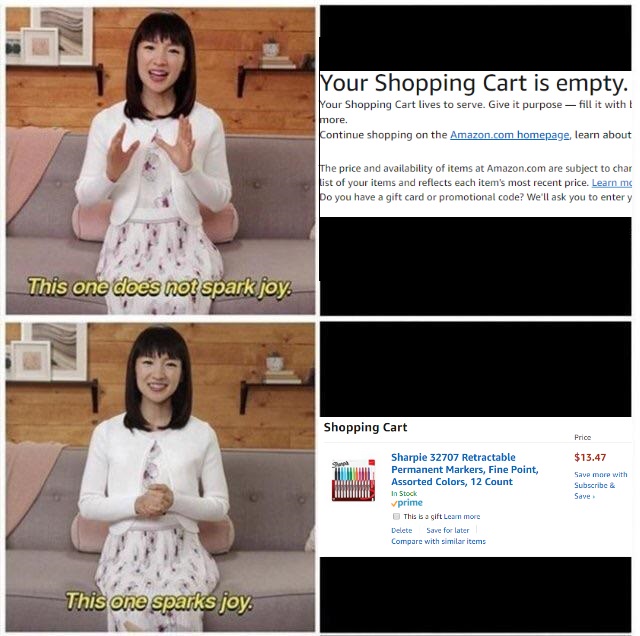 Your Shopping Cart is empty.
Your Shopping Cart lives to serve. Give it purpose — fill it with
more.
Continue shopping on the Amazon.com homepage, learn about
The price and availability of items at Amazon.com are subject to
list of your items and reflects each item's most recent price. Learn
Do you have a gift card or promotional code? We'll ask you to enter
This one does not spark joy.
Shopping Cart
Price
Sharpie 32707 Retractable
Permanent Markers, Fine Point,
Assorted Colors, 12 Count
$13.47
In Stock
prime
Save more with
Subscribe &
Save ›
This is a gift Learn more
Delete Save for later
Compare with similar items
Sharpie
This one sparks joy.